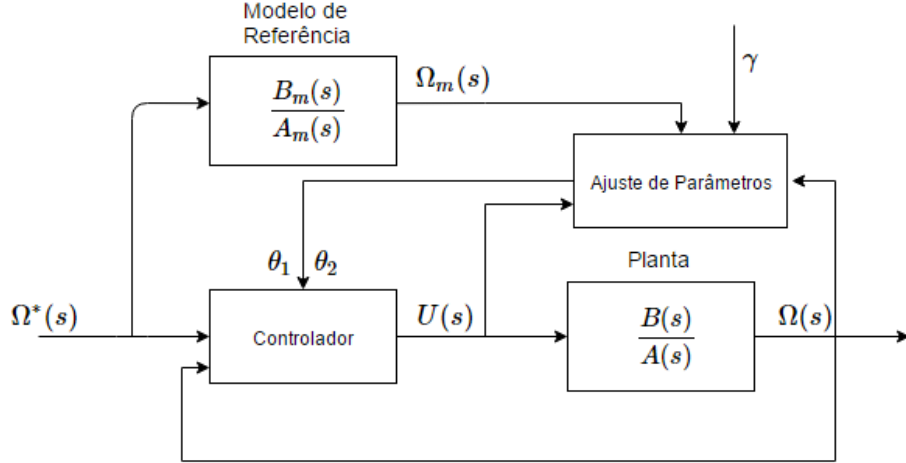 Modelo de
Referência
B_m(s)
A_m(s)
Ω_m(s)
γ
Ajuste de Parâmetros
θ_1 θ_2
Planta
Ω*(s)
Controlador
U(s)
B(s)
A(s)
Ω(s)